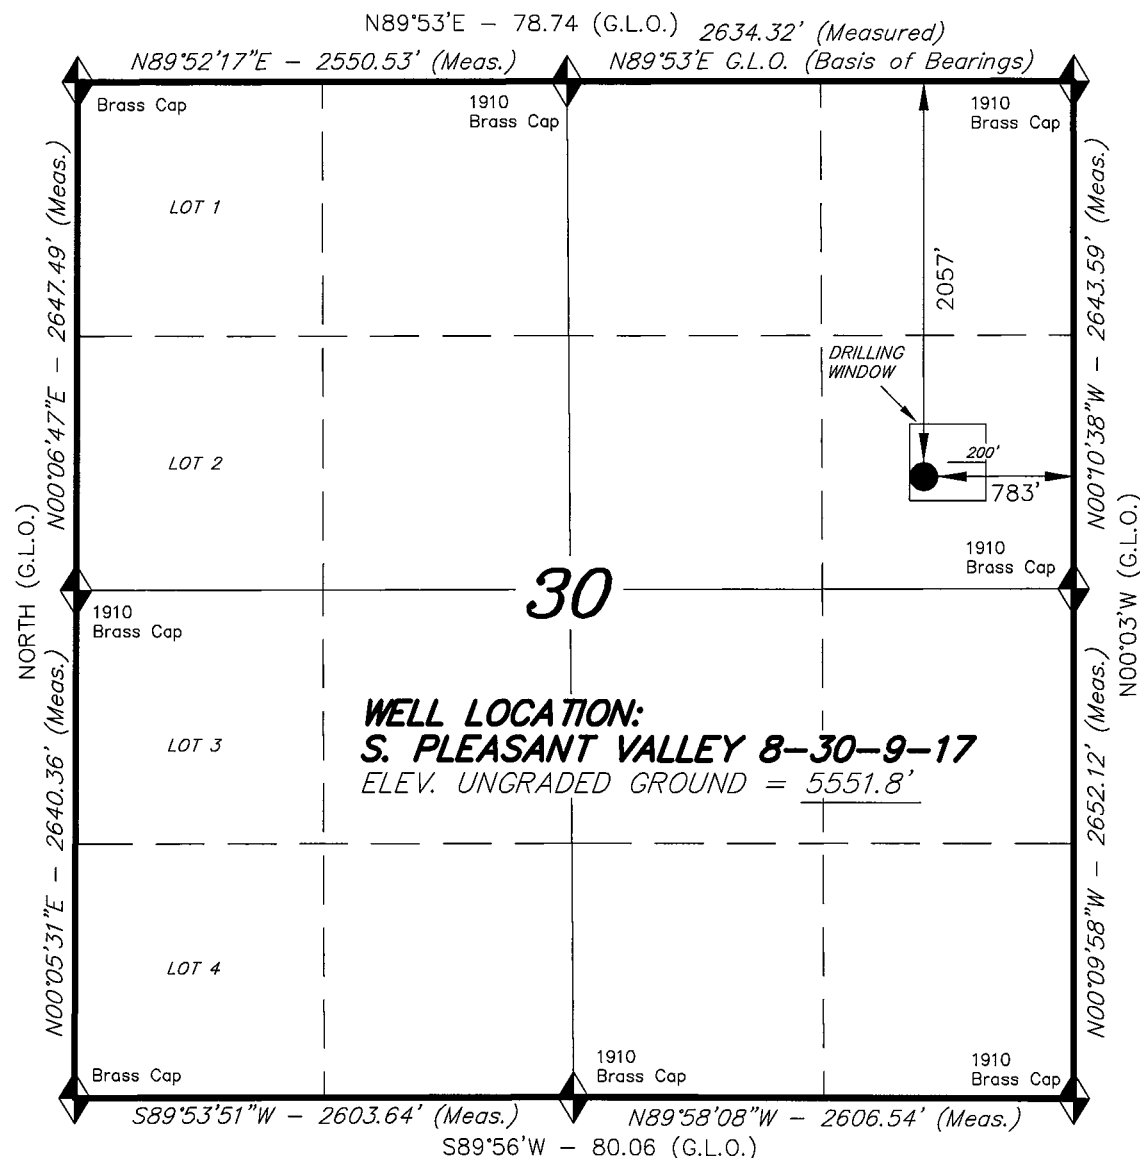 N89°53'E - 78.74 (G.L.O.)
2634.32' (Measured)
N89°52'17"E - 2550.53' (Meas.)
N89°53'E G.L.O. (Basis of Bearings)
Brass Cap
1910
Brass Cap
1910
Brass Cap
LOT 1
N00°06'47"E - 2647.49' (Meas.)
2057'
N00°10'38"W - 2643.59' (Meas.)
DRILLING
WINDOW
LOT 2
200'
783'
NORTH (G.L.O.)
1910
Brass Cap
N00°03'W (G.L.O.)
30
1910
Brass Cap
N00°05'31"E - 2640.36' (Meas.)
N00°09'58"W - 2652.12' (Meas.)
WELL LOCATION:
S. PLEASANT VALLEY 8-30-9-17
ELEV. UNGRADED GROUND = 5551.8'
LOT 3
LOT 4
Brass Cap
1910
Brass Cap
1910
Brass Cap
S89°53'51"W - 2603.64' (Meas.)
N89°58'08"W - 2606.54' (Meas.)
S89°56'W - 80.06 (G.L.O.)